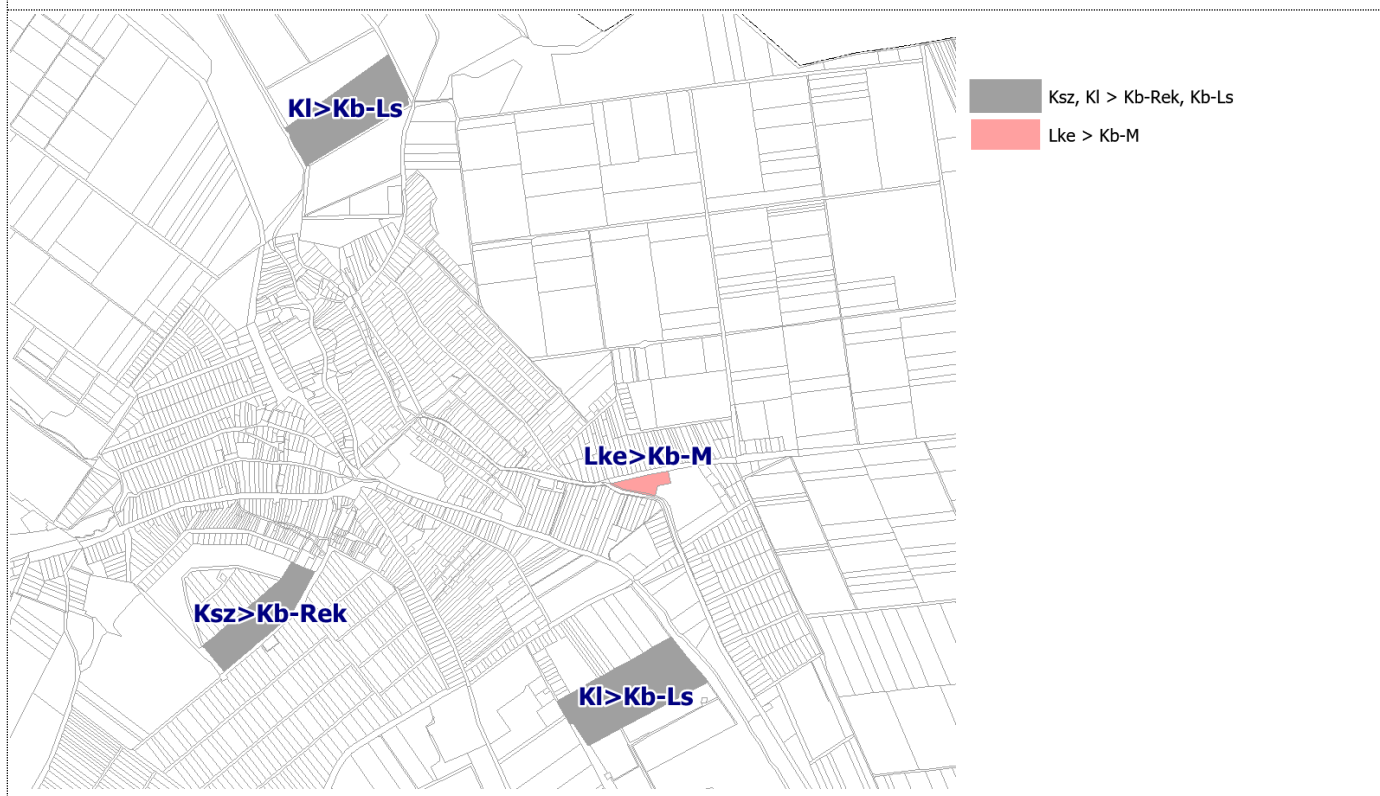 Kl>Kb-Ls
Ksz, Kl > Kb-Rek, Kb-Ls
Lke > Kb-M
Lke>Kb-M
Ksz>Kb-Rek
Kl>Kb-Ls